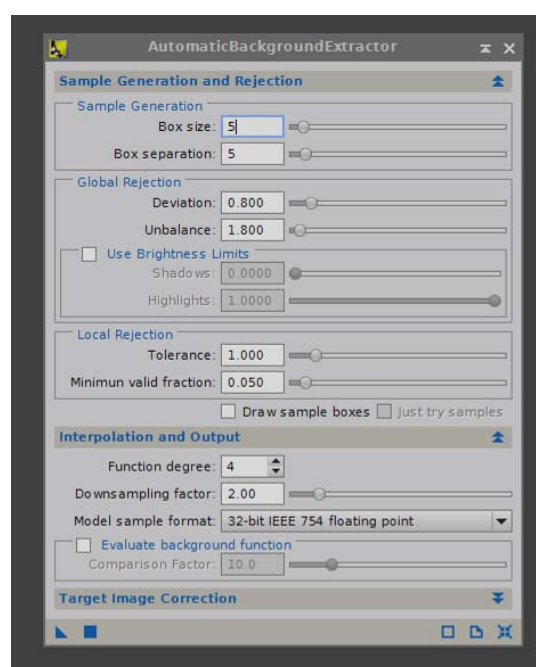 AutomaticBackgroundExtractor
Sample Generation and Rejection
Sample Generation
Box size: 5
Box separation: 5
Global Rejection
Deviation: 0.800
Unbalance: 1.800
Use Brightness Limits
Shadows: 0.0000
Highlights: 1.0000
Local Rejection
Tolerance: 1.000
Minimun valid fraction: 0.050
Draw sample boxes Just try samples
Interpolation and Output
Function degree: 4
Downsampling factor: 2.00
Model sample format: 32-bit IEEE 754 floating point
Evaluate background function
Comparison Factor: 10.0
Target Image Correction